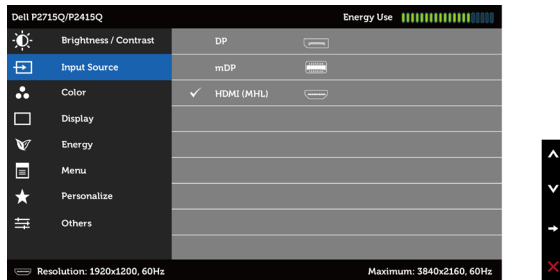 Dell P2715Q/P2415Q Energy Use
Brightness / Contrast DP
Input Source mDP
Color HDMI (MHL)
Display
Energy
Menu
Personalize
Others
Resolution: 1920x1200, 60Hz Maximum: 3840x2160, 60Hz